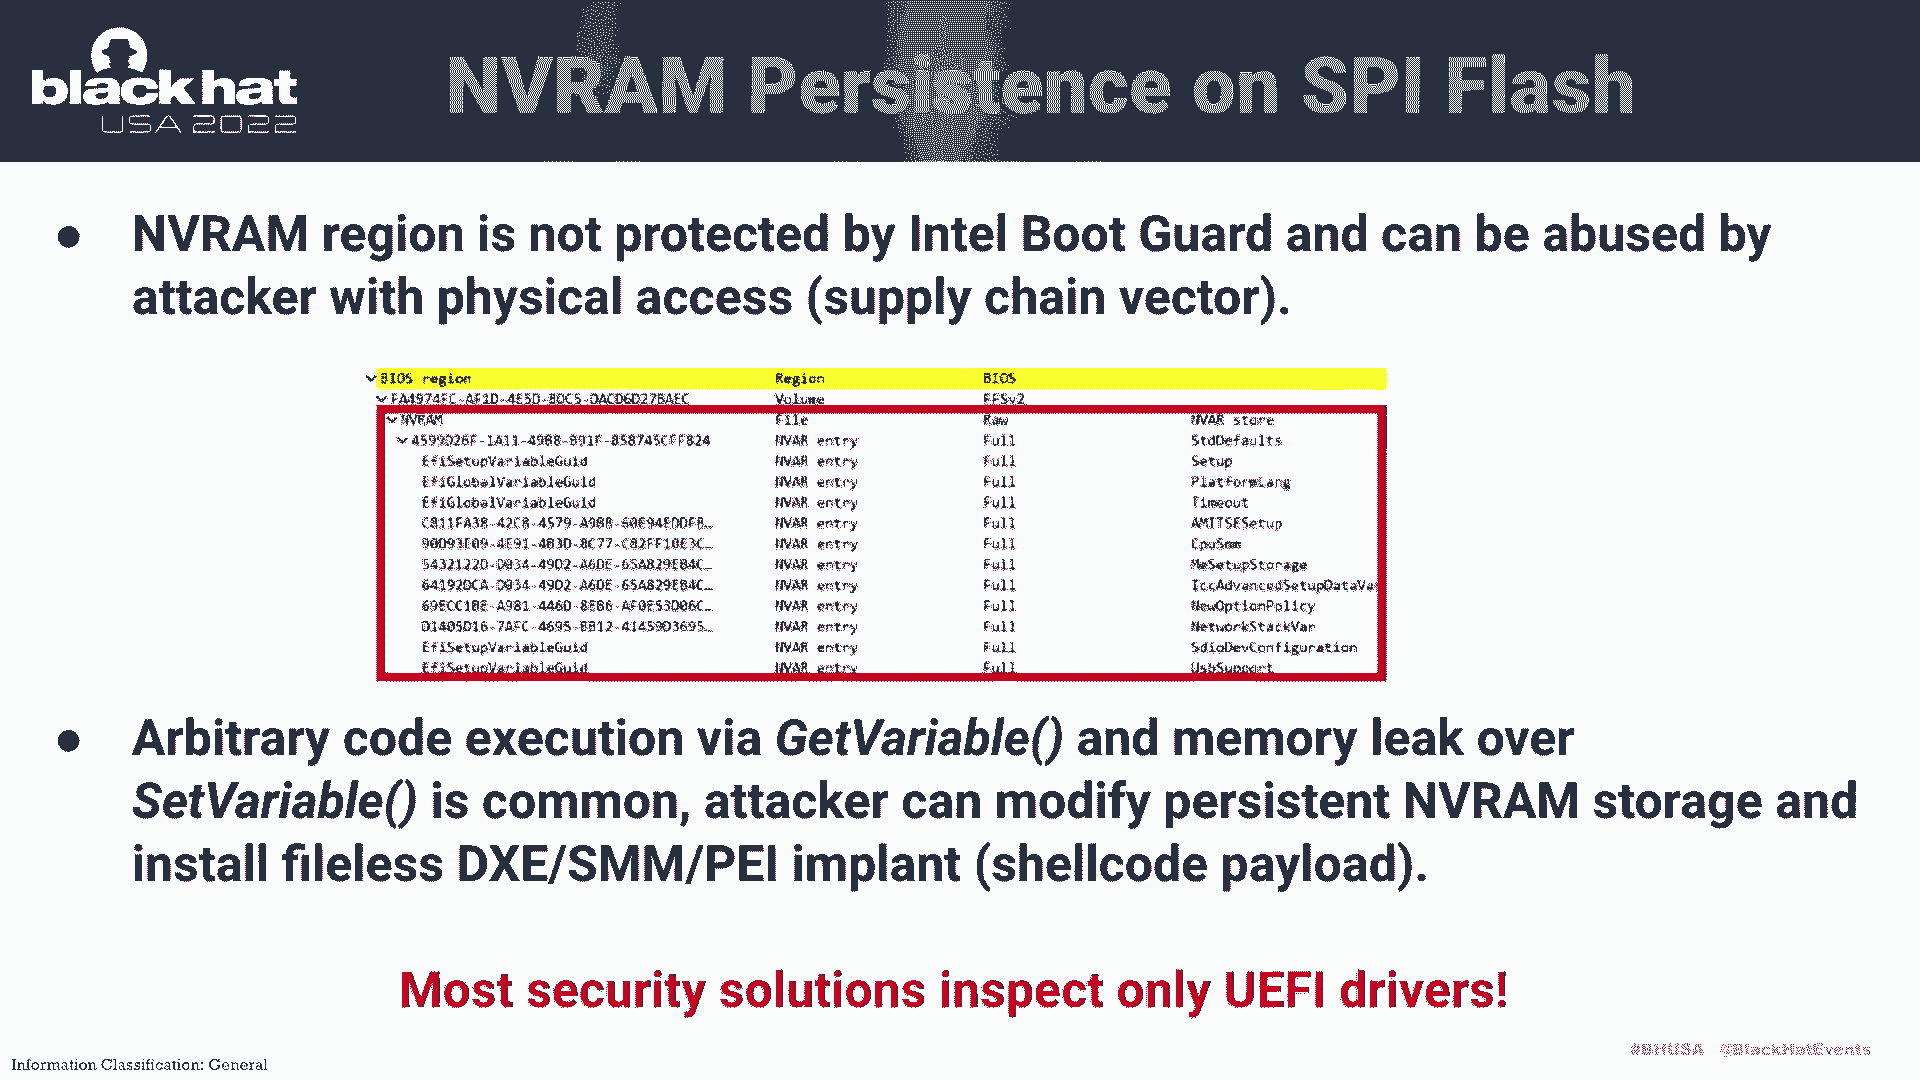 black hat
USA 2022
NVRAM Persistence on SPI Flash
● NVRAM region is not protected by Intel Boot Guard and can be abused by
attacker with physical access (supply chain vector).
BIOS region Region BIOS
FA4974FC-AF1D-4E5D-BDC5-DACD6D27BAEC Volume FFSv2
NVRAM File Raw NVAR store
4599D26F-1A11-49B8-B91F-858745CFF824 NVAR entry Full StdDefaults
EfiSetupVariableGuid NVAR entry Full Setup
EfiGlobalVariableGuid NVAR entry Full PlatformLang
EfiGlobalVariableGuid NVAR entry Full Timeout
C811FA38-42C8-4579-A9BB-60E94EDDFB… NVAR entry Full AMITSESetup
90D93E09-4E91-4B3D-8C77-C82FF10E3C… NVAR entry Full CpuSmm
5432122D-D034-49D2-A6DE-65A829EB4C… NVAR entry Full MeSetupStorage
64192DCA-D034-49D2-A6DE-65A829EB4C… NVAR entry Full IccAdvancedSetupDataVar
69ECC1BE-A981-446D-8EB6-AF0E53D06C… NVAR entry Full NewOptionPolicy
D1405D16-7AFC-4695-BB12-41459D3695… NVAR entry Full NetworkStackVar
EfiSetupVariableGuid NVAR entry Full SdioDevConfiguration
EfiSetupVariableGuid NVAR entry Full UsbSupport
● Arbitrary code execution via GetVariable() and memory leak over
SetVariable() is common, attacker can modify persistent NVRAM storage and
install fileless DXE/SMM/PEI implant (shellcode payload).
Most security solutions inspect only UEFI drivers!
#BHUSA @BlackHatEvents
Information Classification: General